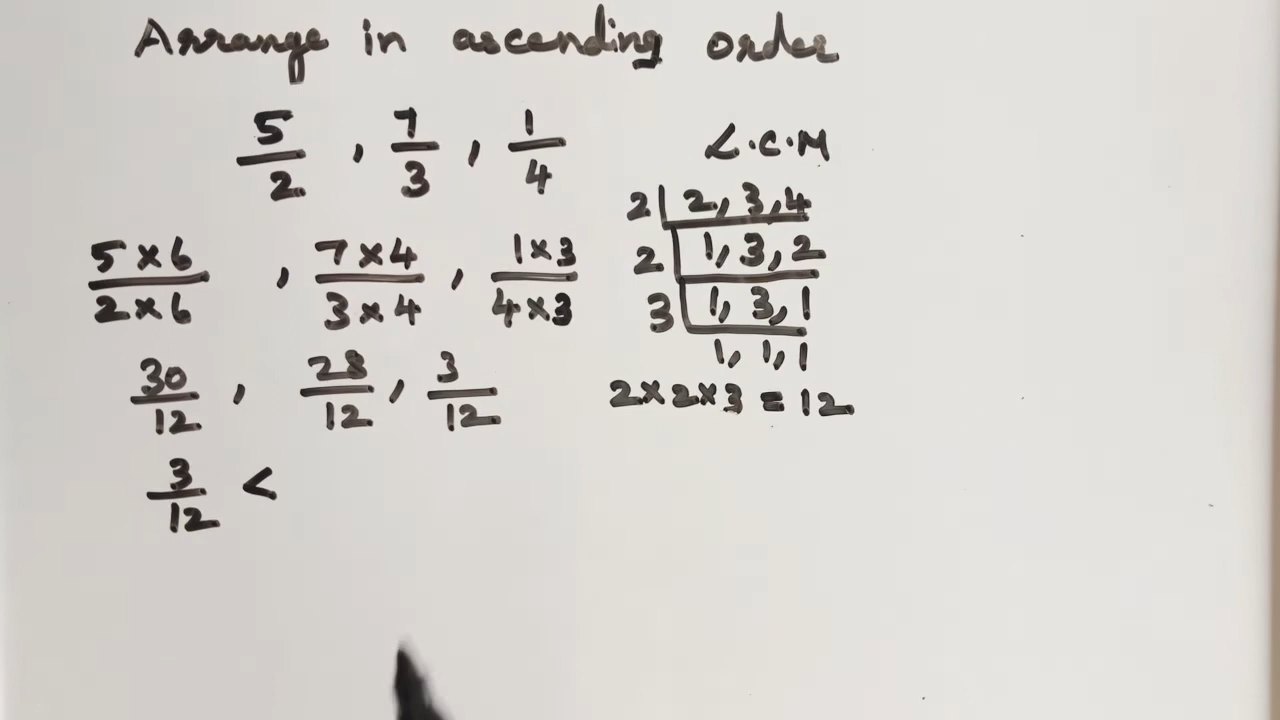 Arrange in ascending order
5/2 , 7/3 , 1/4
L.C.M
2 | 2, 3, 4
2 | 1, 3, 2
3 | 1, 3, 1
1, 1, 1
2 × 2 × 3 = 12
5 × 6 / 2 × 6 , 7 × 4 / 3 × 4 , 1 × 3 / 4 × 3
30/12 , 28/12 , 3/12
3/12 <